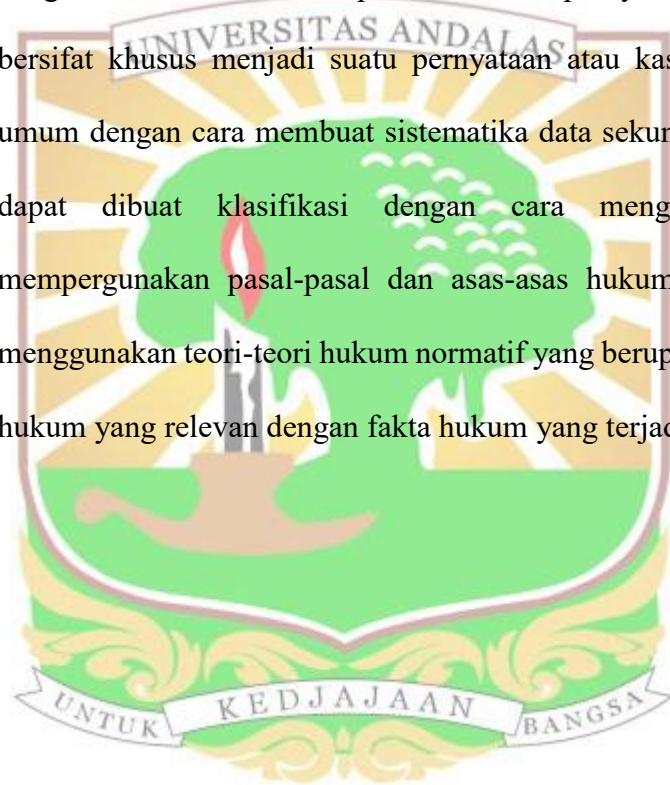 UNIVERSITAS ANDALAS
bersifat khusus menjadi suatu pernyataan atau kas
umum dengan cara membuat sistematika data sekun
dapat dibuat klasifikasi dengan cara meng
mempergunakan pasal-pasal dan asas-asas hukum
menggunakan teori-teori hukum normatif yang berup
hukum yang relevan dengan fakta hukum yang terjad
UNTUK KEDJAJAAN BANGSA